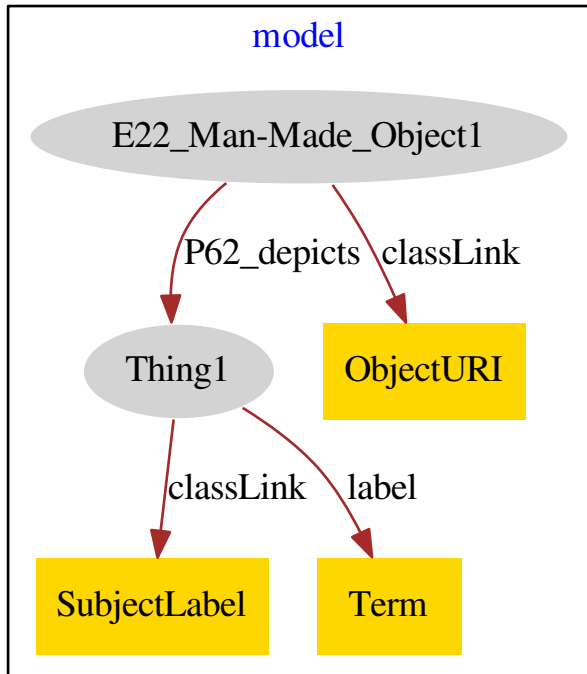 model
E22_Man-Made_Object1
P62_depicts classLink
Thing1 ObjectURI
classLink label
SubjectLabel Term